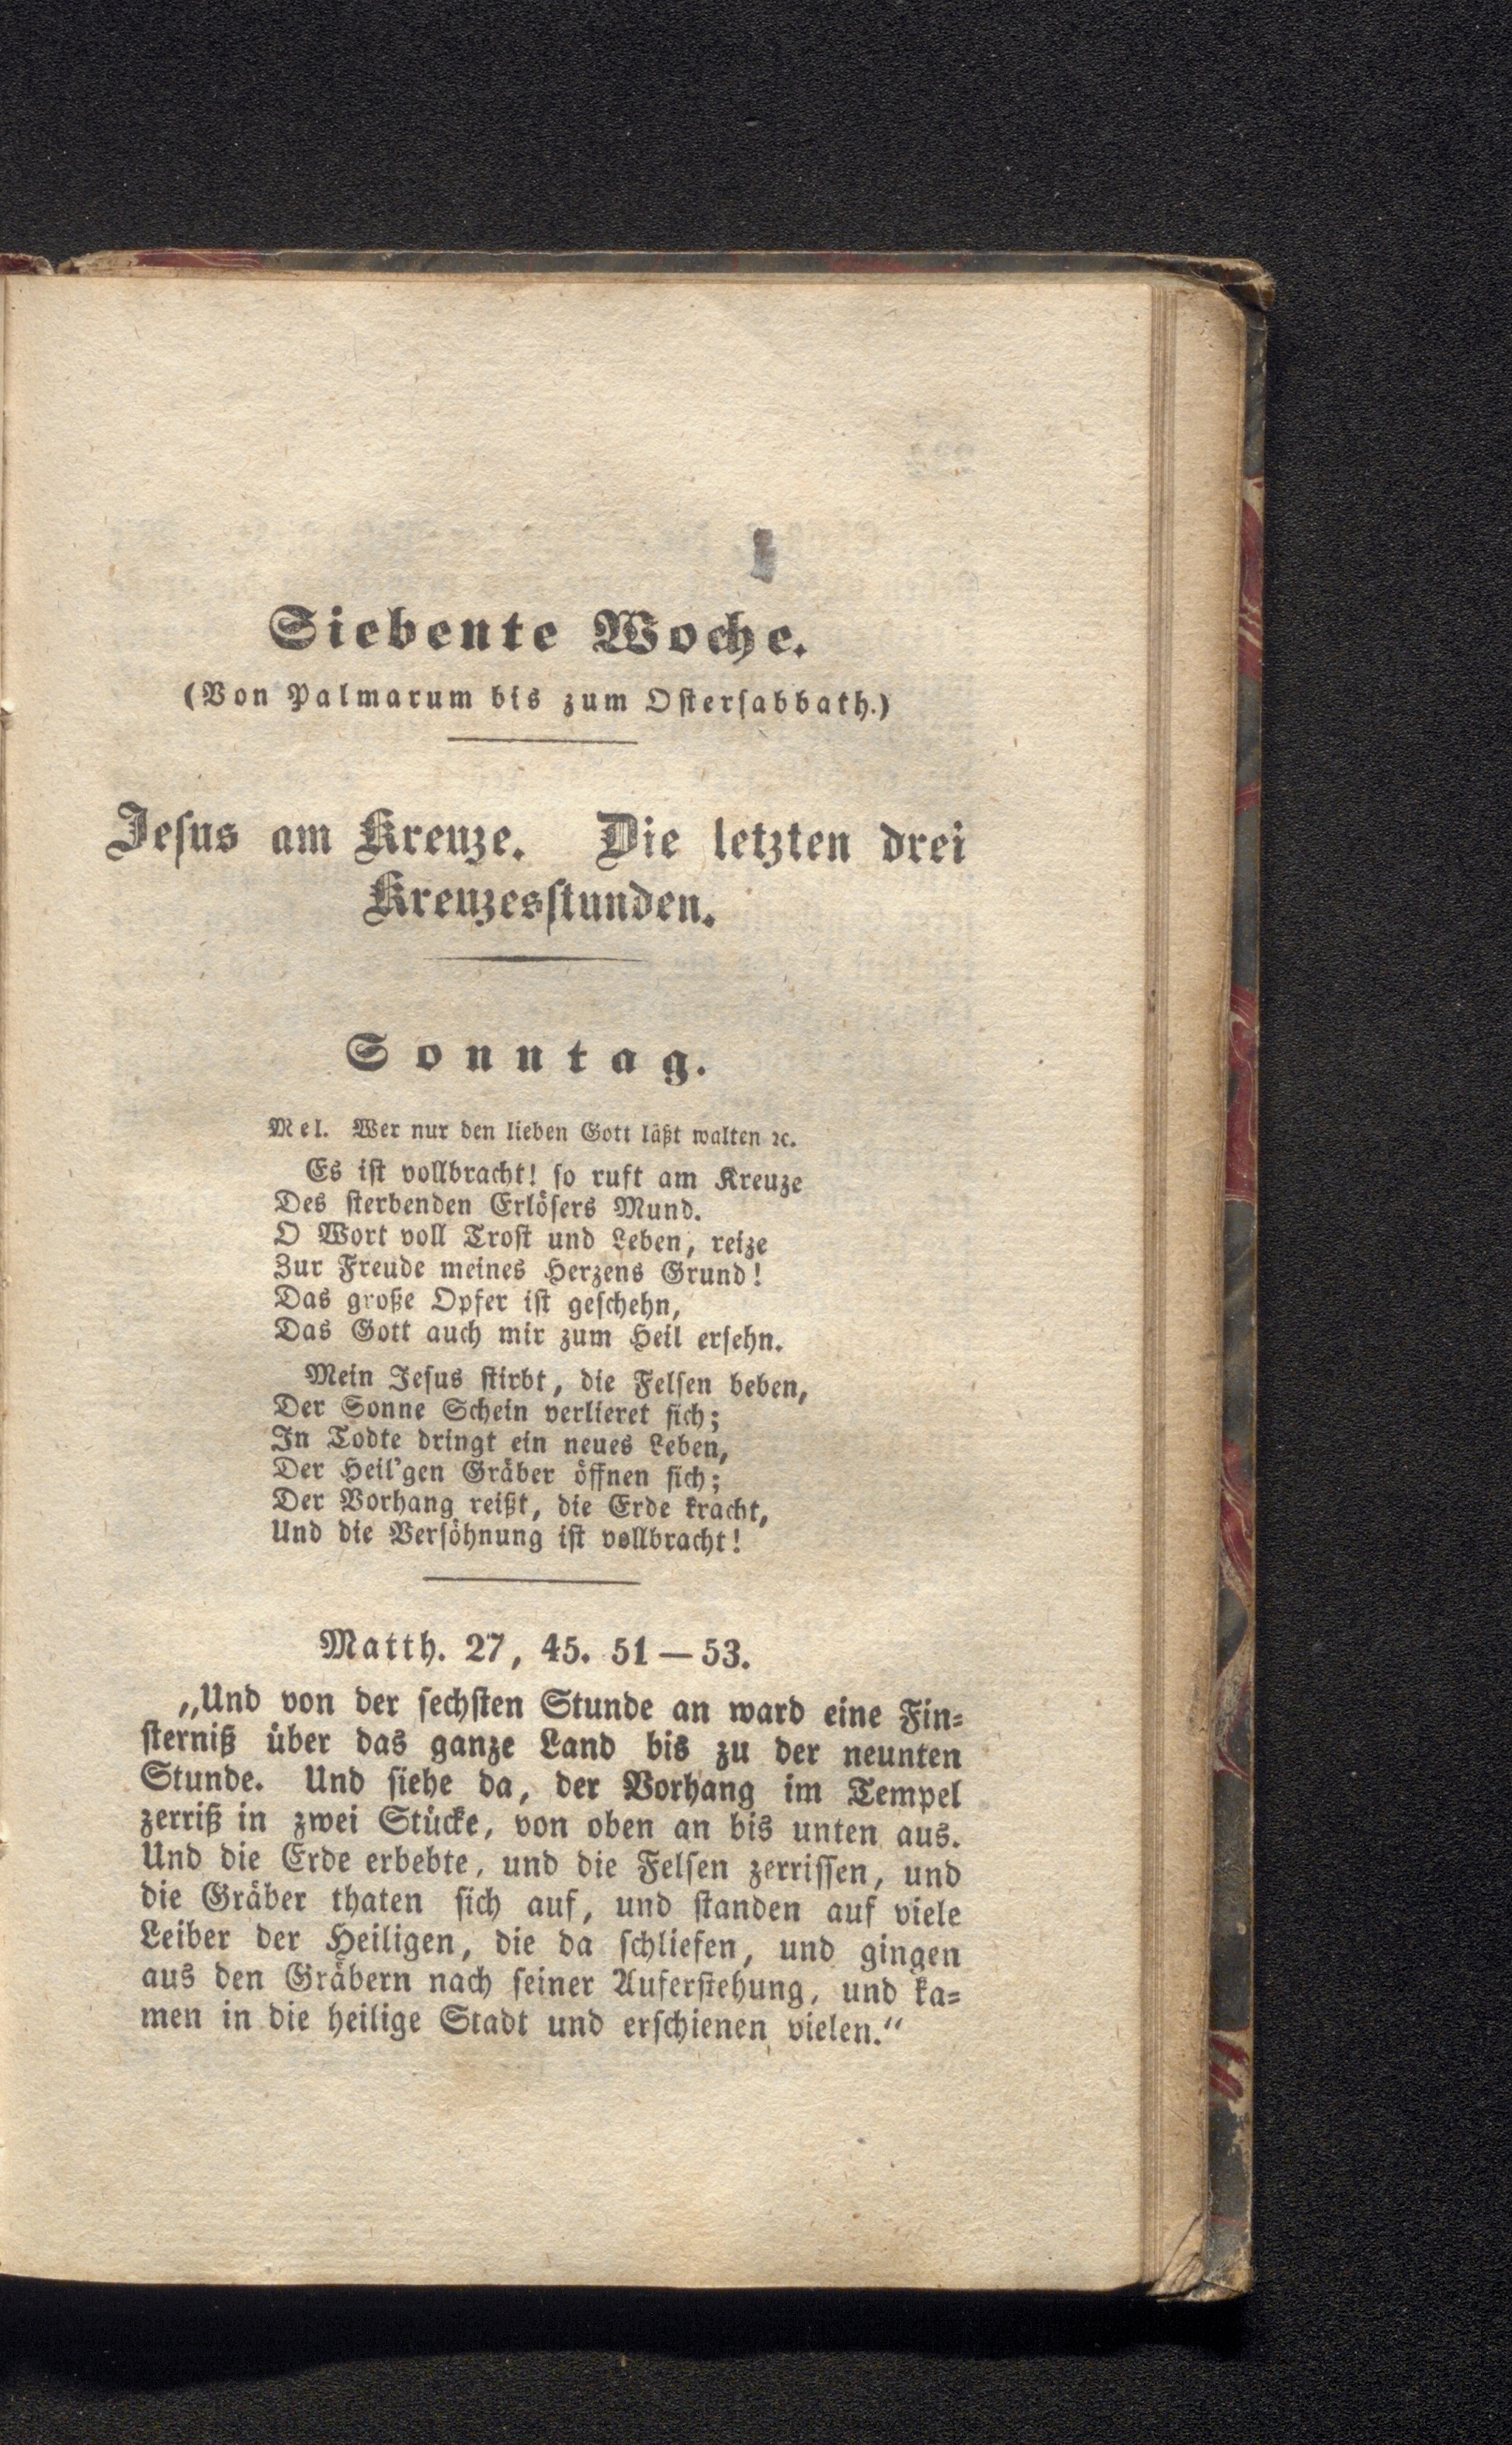 Siebente Woche.
(Von Palmarum bis zum Ostersabbath.)
Jesus am Kreuze. Die letzten drei
Kreuzesstunden.
Sonntag.
Mel. Wer nur den lieben Gott läßt walten ꝛc.
Es ist vollbracht! so ruft am Kreuze
Des sterbenden Erlösers Mund.
O Wort voll Trost und Leben, reize
Zur Freude meines Herzens Grund!
Das große Opfer ist geschehn,
Das Gott auch mir zum Heil ersehn.
Mein Jesus stirbt, die Felsen beben,
Der Sonne Schein verlieret sich;
In Todte dringt ein neues Leben,
Der Heil'gen Gräber öffnen sich;
Der Vorhang reißt, die Erde kracht,
Und die Versöhnung ist vollbracht!
Matth. 27, 45. 51—53.
„Und von der sechsten Stunde an ward eine Fin-
sterniß über das ganze Land bis zu der neunten
Stunde. Und siehe da, der Vorhang im Tempel
zerriß in zwei Stücke, von oben an bis unten aus.
Und die Erde erbebte, und die Felsen zerrissen, und
die Gräber thaten sich auf, und standen auf viele
Leiber der Heiligen, die da schliefen, und gingen
aus den Gräbern nach seiner Auferstehung, und ka-
men in die heilige Stadt und erschienen vielen.“